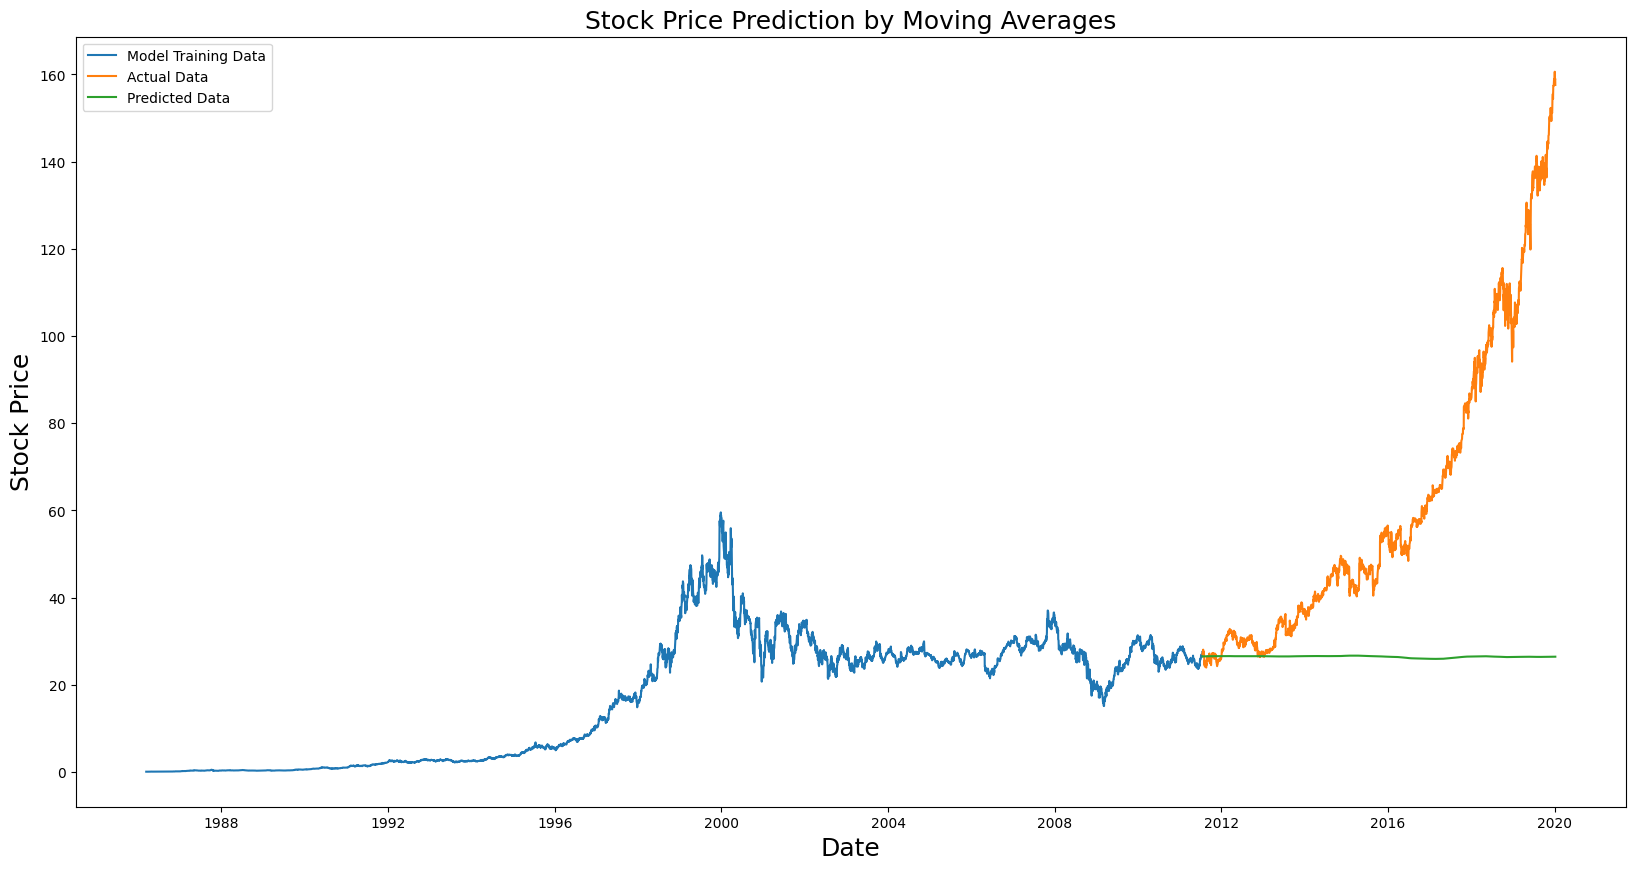 Stock Price Prediction by Moving Averages
Model Training Data
Actual Data
Predicted Data
160
140
120
100
80
60
40
20
0
Stock Price
1988 1992 1996 2000 2004 2008 2012 2016 2020
Date